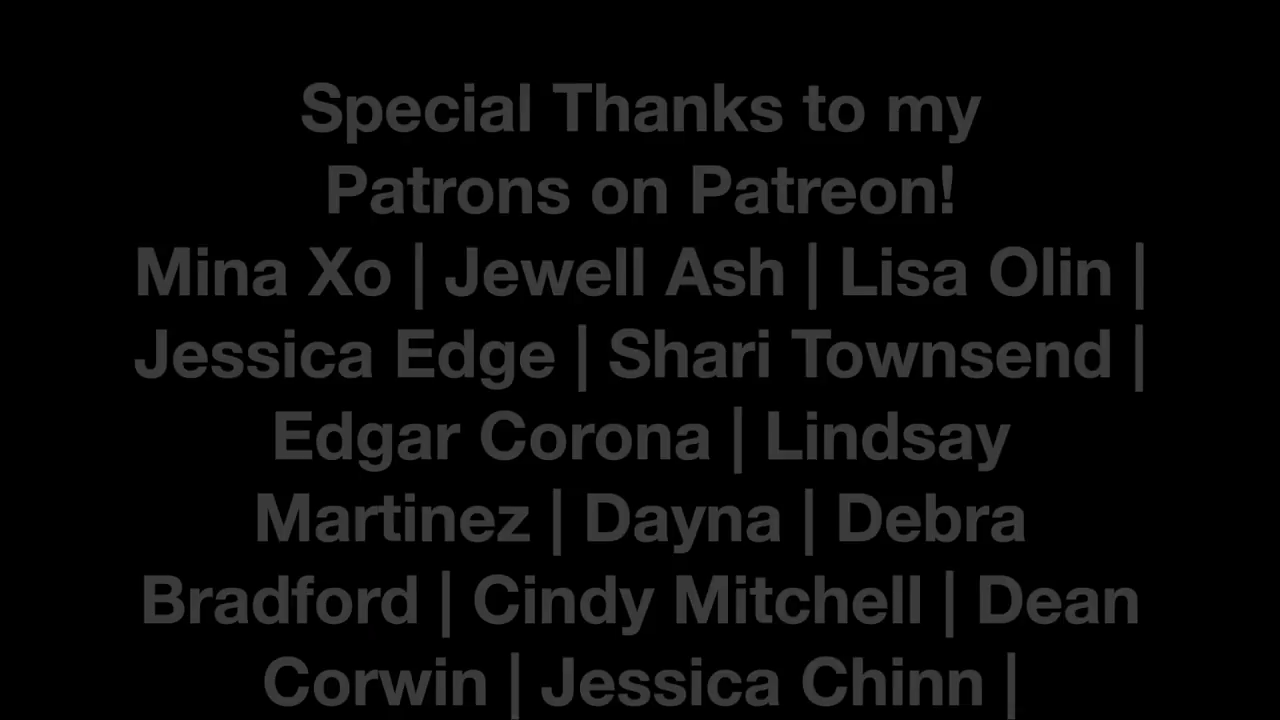 Special Thanks to my
Patrons on Patreon!
Mina Xo | Jewell Ash | Lisa Olin |
Jessica Edge | Shari Townsend |
Edgar Corona | Lindsay
Martinez | Dayna | Debra
Bradford | Cindy Mitchell | Dean
Corwin | Jessica Chinn |